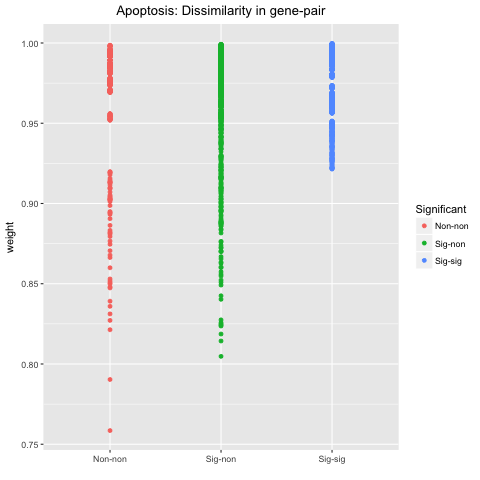 Apoptosis: Dissimilarity in gene-pair
1.00
0.95
0.90
0.85
0.80
0.75
weight
Non-non
Sig-non
Sig-sig
Significant
Non-non
Sig-non
Sig-sig